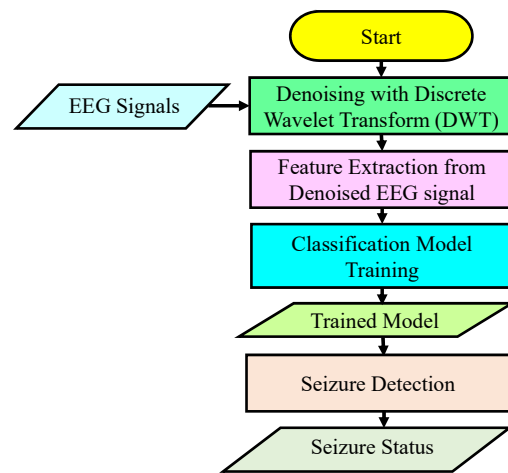 Start
EEG Signals
Denoising with Discrete
Wavelet Transform (DWT)
Feature Extraction from
Denoised EEG signal
Classification Model
Training
Trained Model
Seizure Detection
Seizure Status